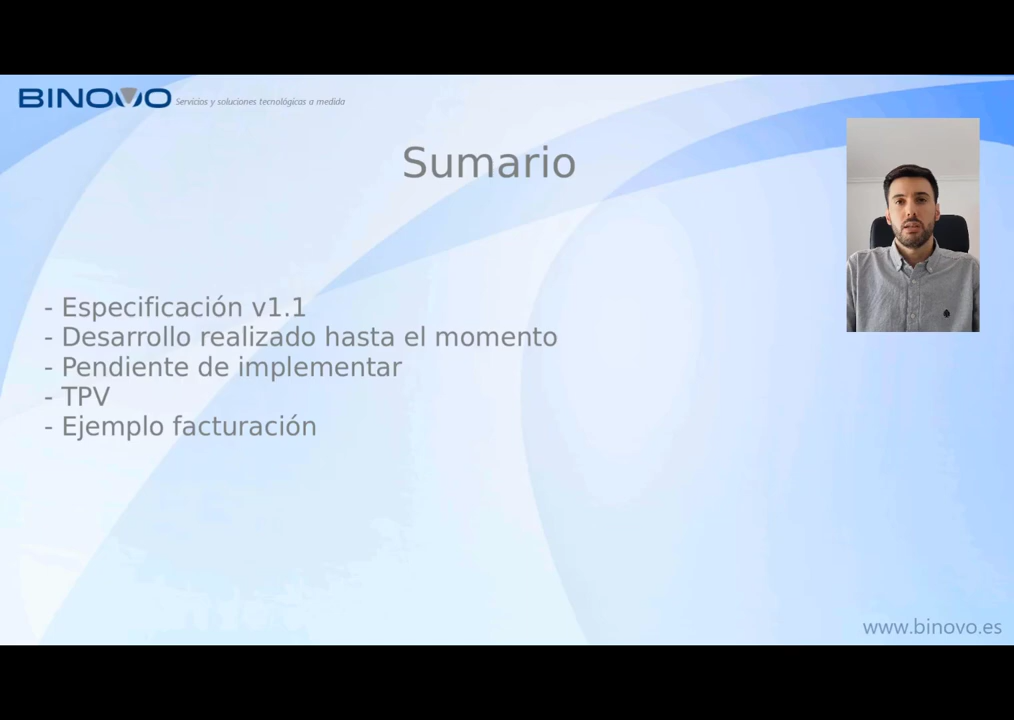 BINOVO Servicios y soluciones tecnológicas a medida
Sumario
- Especificación v1.1
- Desarrollo realizado hasta el momento
- Pendiente de implementar
- TPV
- Ejemplo facturación
www.binovo.es